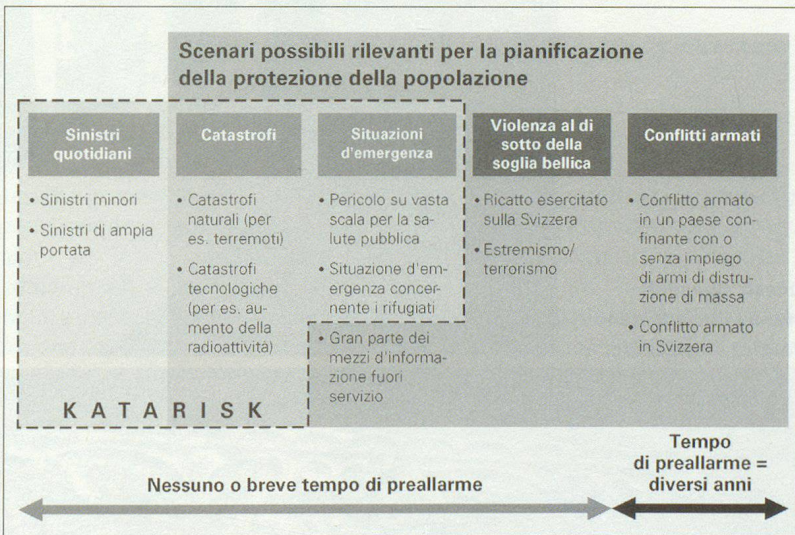 Scenari possibili rilevanti per la pianificazione
della protezione della popolazione
Sinistri
quotidiani
• Sinistri minori
• Sinistri di ampia
portata
Catastrofi
• Catastrofi
naturali (per
es. terremoti)
• Catastrofi
tecnologiche
(per es. au-
mento della
radioattività)
Situazioni
d'emergenza
• Pericolo su vasta
scala per la sa-
lute pubblica
• Situazione d'em-
ergenza concer-
nente i rifugiati
• Gran parte dei
mezzi d'informa-
zione fuori
servizio
Violenza al di
sotto della
soglia bellica
• Ricatto esercitato
sulla Svizzera
• Estremismo/
terrorismo
Conflitti armati
• Conflitto armato
in un paese con-
finante con o
senza impiego
di armi di distru-
zione di massa
• Conflitto armato
in Svizzera
KATARISK
Nessuno o breve tempo di preallarme
Tempo
di preallarme =
diversi anni